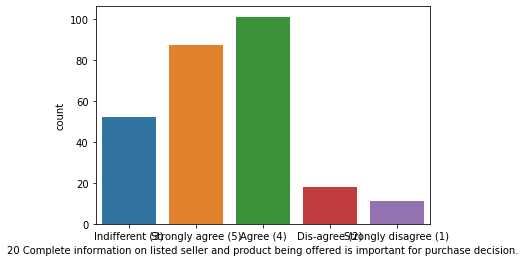 100
80
60
40
20
0
count
Indifferent (3) Strongly agree (5) Agree (4) Dis-agree (2) Strongly disagree (1)
20 Complete information on listed seller and product being offered is important for purchase decision.